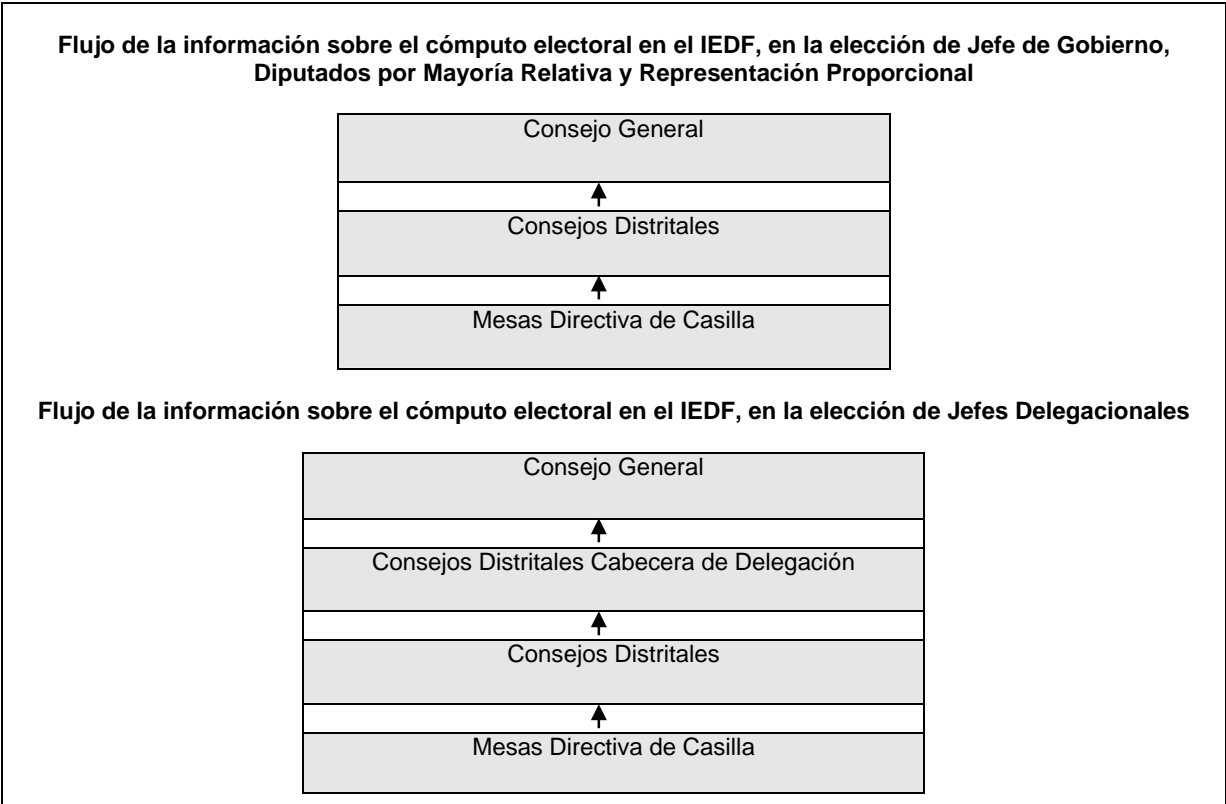 Flujo de la información sobre el cómputo electoral en el IEDF, en la elección de Jefe de Gobierno,
Diputados por Mayoría Relativa y Representación Proporcional
Consejo General
Consejos Distritales
Mesas Directiva de Casilla
Flujo de la información sobre el cómputo electoral en el IEDF, en la elección de Jefes Delegacionales
Consejo General
Consejos Distritales Cabecera de Delegación
Consejos Distritales
Mesas Directiva de Casilla